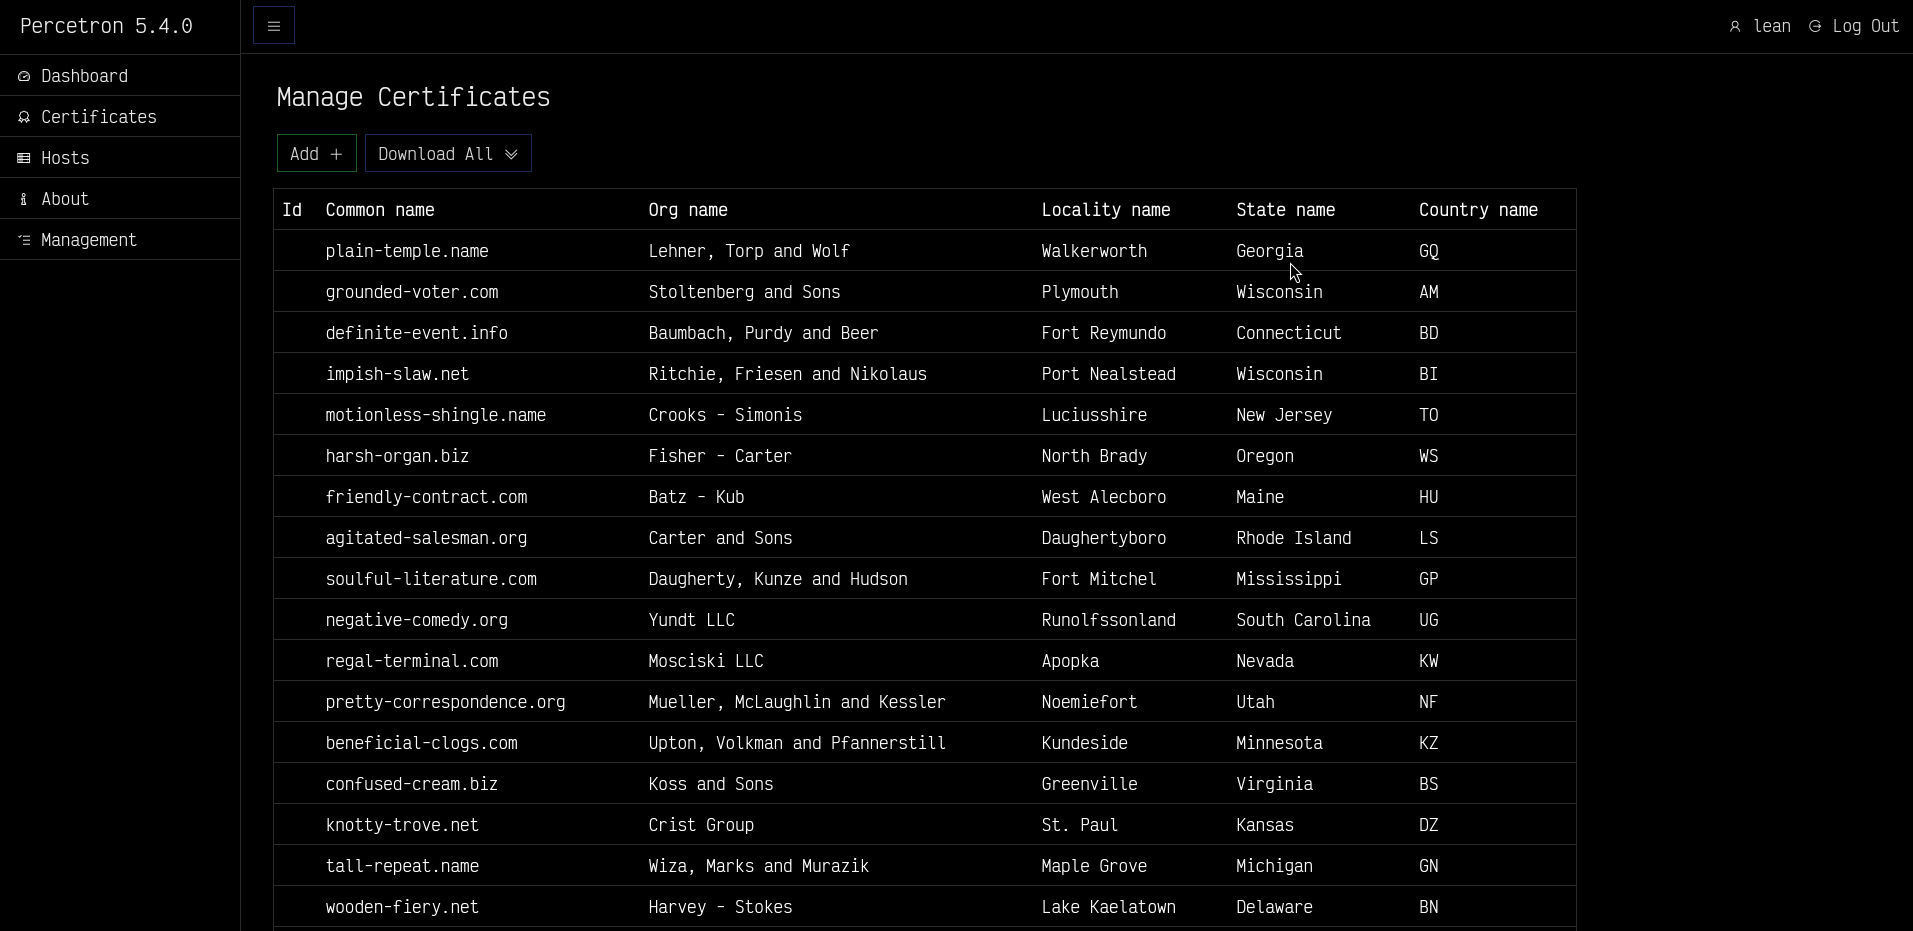 Percetron 5.4.0
lean Log Out
Dashboard
Certificates
Hosts
About
Management
Manage Certificates
Add + Download All
Id Common name Org name Locality name State name Country name
plain-temple.name Lehner, Torp and Wolf Walkerworth Georgia GQ
grounded-voter.com Stoltenberg and Sons Plymouth Wisconsin AM
definite-event.info Baumbach, Purdy and Beer Fort Reymundo Connecticut BD
impish-slaw.net Ritchie, Friesen and Nikolaus Port Nealstead Wisconsin BI
motionless-shingle.name Crooks - Simonis Luciusshire New Jersey TO
harsh-organ.biz Fisher - Carter North Brady Oregon WS
friendly-contract.com Batz - Kub West Alecboro Maine HU
agitated-salesman.org Carter and Sons Daughertyboro Rhode Island LS
soulful-literature.com Daugherty, Kunze and Hudson Fort Mitchel Mississippi GP
negative-comedy.org Yundt LLC Runolfssonland South Carolina UG
regal-terminal.com Mosciski LLC Apopka Nevada KW
pretty-correspondence.org Mueller, McLaughlin and Kessler Noemiefort Utah NF
beneficial-clogs.com Upton, Volkman and Pfannerstill Kundeside Minnesota KZ
confused-cream.biz Koss and Sons Greenville Virginia BS
knotty-trove.net Crist Group St. Paul Kansas DZ
tall-repeat.name Wiza, Marks and Murazik Maple Grove Michigan GN
wooden-fiery.net Harvey - Stokes Lake Kaelatown Delaware BN